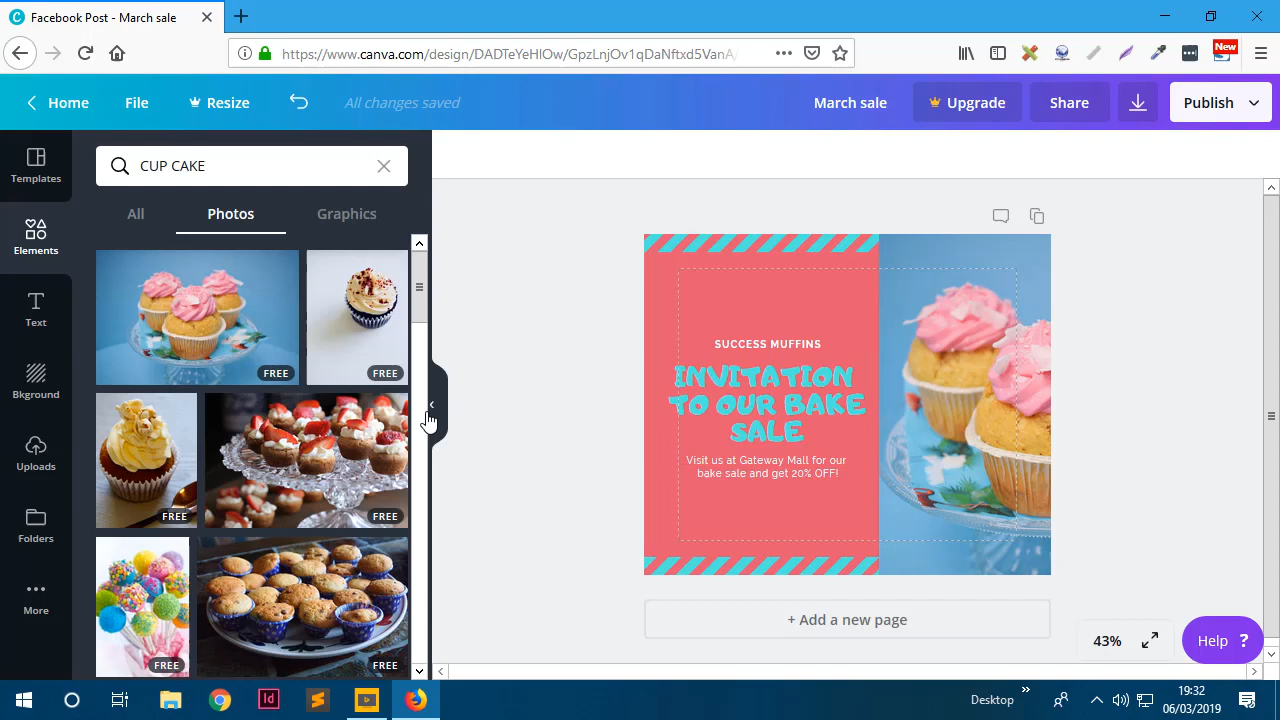 Facebook Post - March sale
https://www.canva.com/design/DADTeYeHlOw/GpzLnjOv1qDaNftxd5VanA/
New
Home
File
Resize
All changes saved
March sale
Upgrade
Share
Publish
Templates
Elements
Text
Bkground
Uploads
Folders
More
CUP CAKE
All
Photos
Graphics
FREE
FREE
FREE
FREE
FREE
FREE
SUCCESS MUFFINS
INVITATION
TO OUR BAKE
SALE
Visit us at Gateway Mall for our
bake sale and get 20% OFF!
+ Add a new page
43%
Help ?
Id
Desktop
19:32
06/03/2019